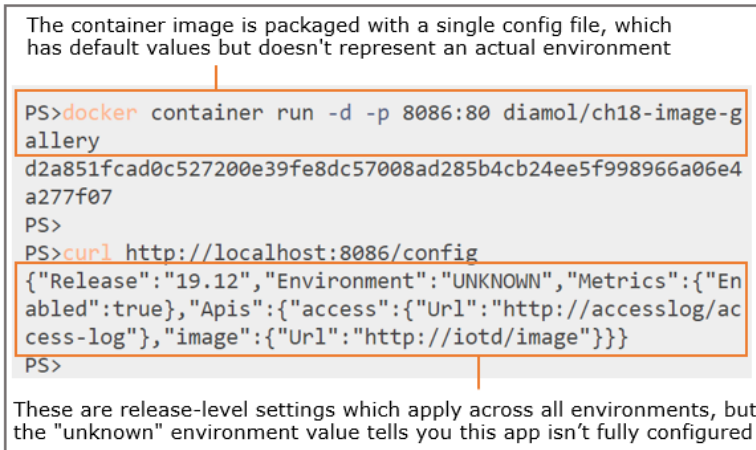 The container image is packaged with a single config file, which
has default values but doesn't represent an actual environment
PS>docker container run -d -p 8086:80 diamol/ch18-image-g
allery
d2a851fcad0c527200e39fe8dc57008ad285b4cb24ee5f998966a06e4
a277f07
PS>
PS>curl http://localhost:8086/config
{"Release":"19.12","Environment":"UNKNOWN","Metrics":{"En
abled":true},"Apis":{"access":{"Url":"http://accesslog/ac
cess-log"},"image":{"Url":"http://iotd/image"}}}
PS>
These are release-level settings which apply across all environments, but
the "unknown" environment value tells you this app isn’t fully configured